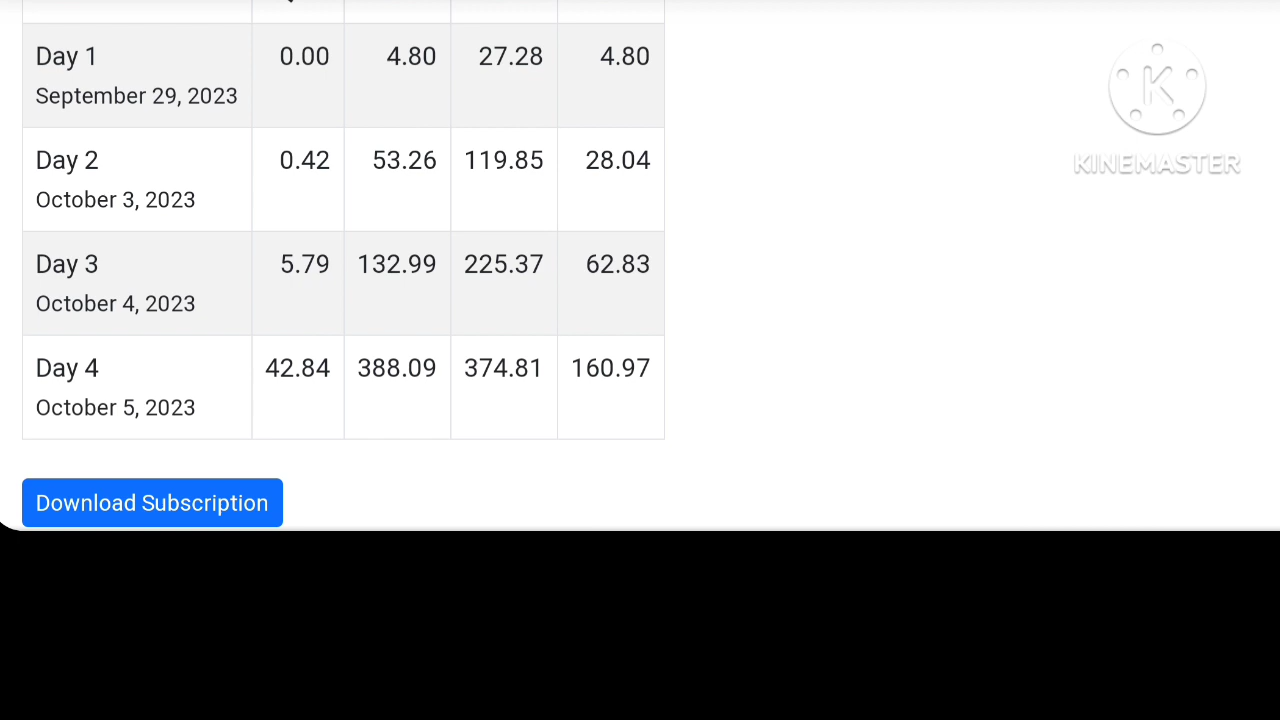 Day 1 0.00 4.80 27.28 4.80
September 29, 2023
Day 2 0.42 53.26 119.85 28.04
October 3, 2023
Day 3 5.79 132.99 225.37 62.83
October 4, 2023
Day 4 42.84 388.09 374.81 160.97
October 5, 2023
Download Subscription
K
KINEMASTER